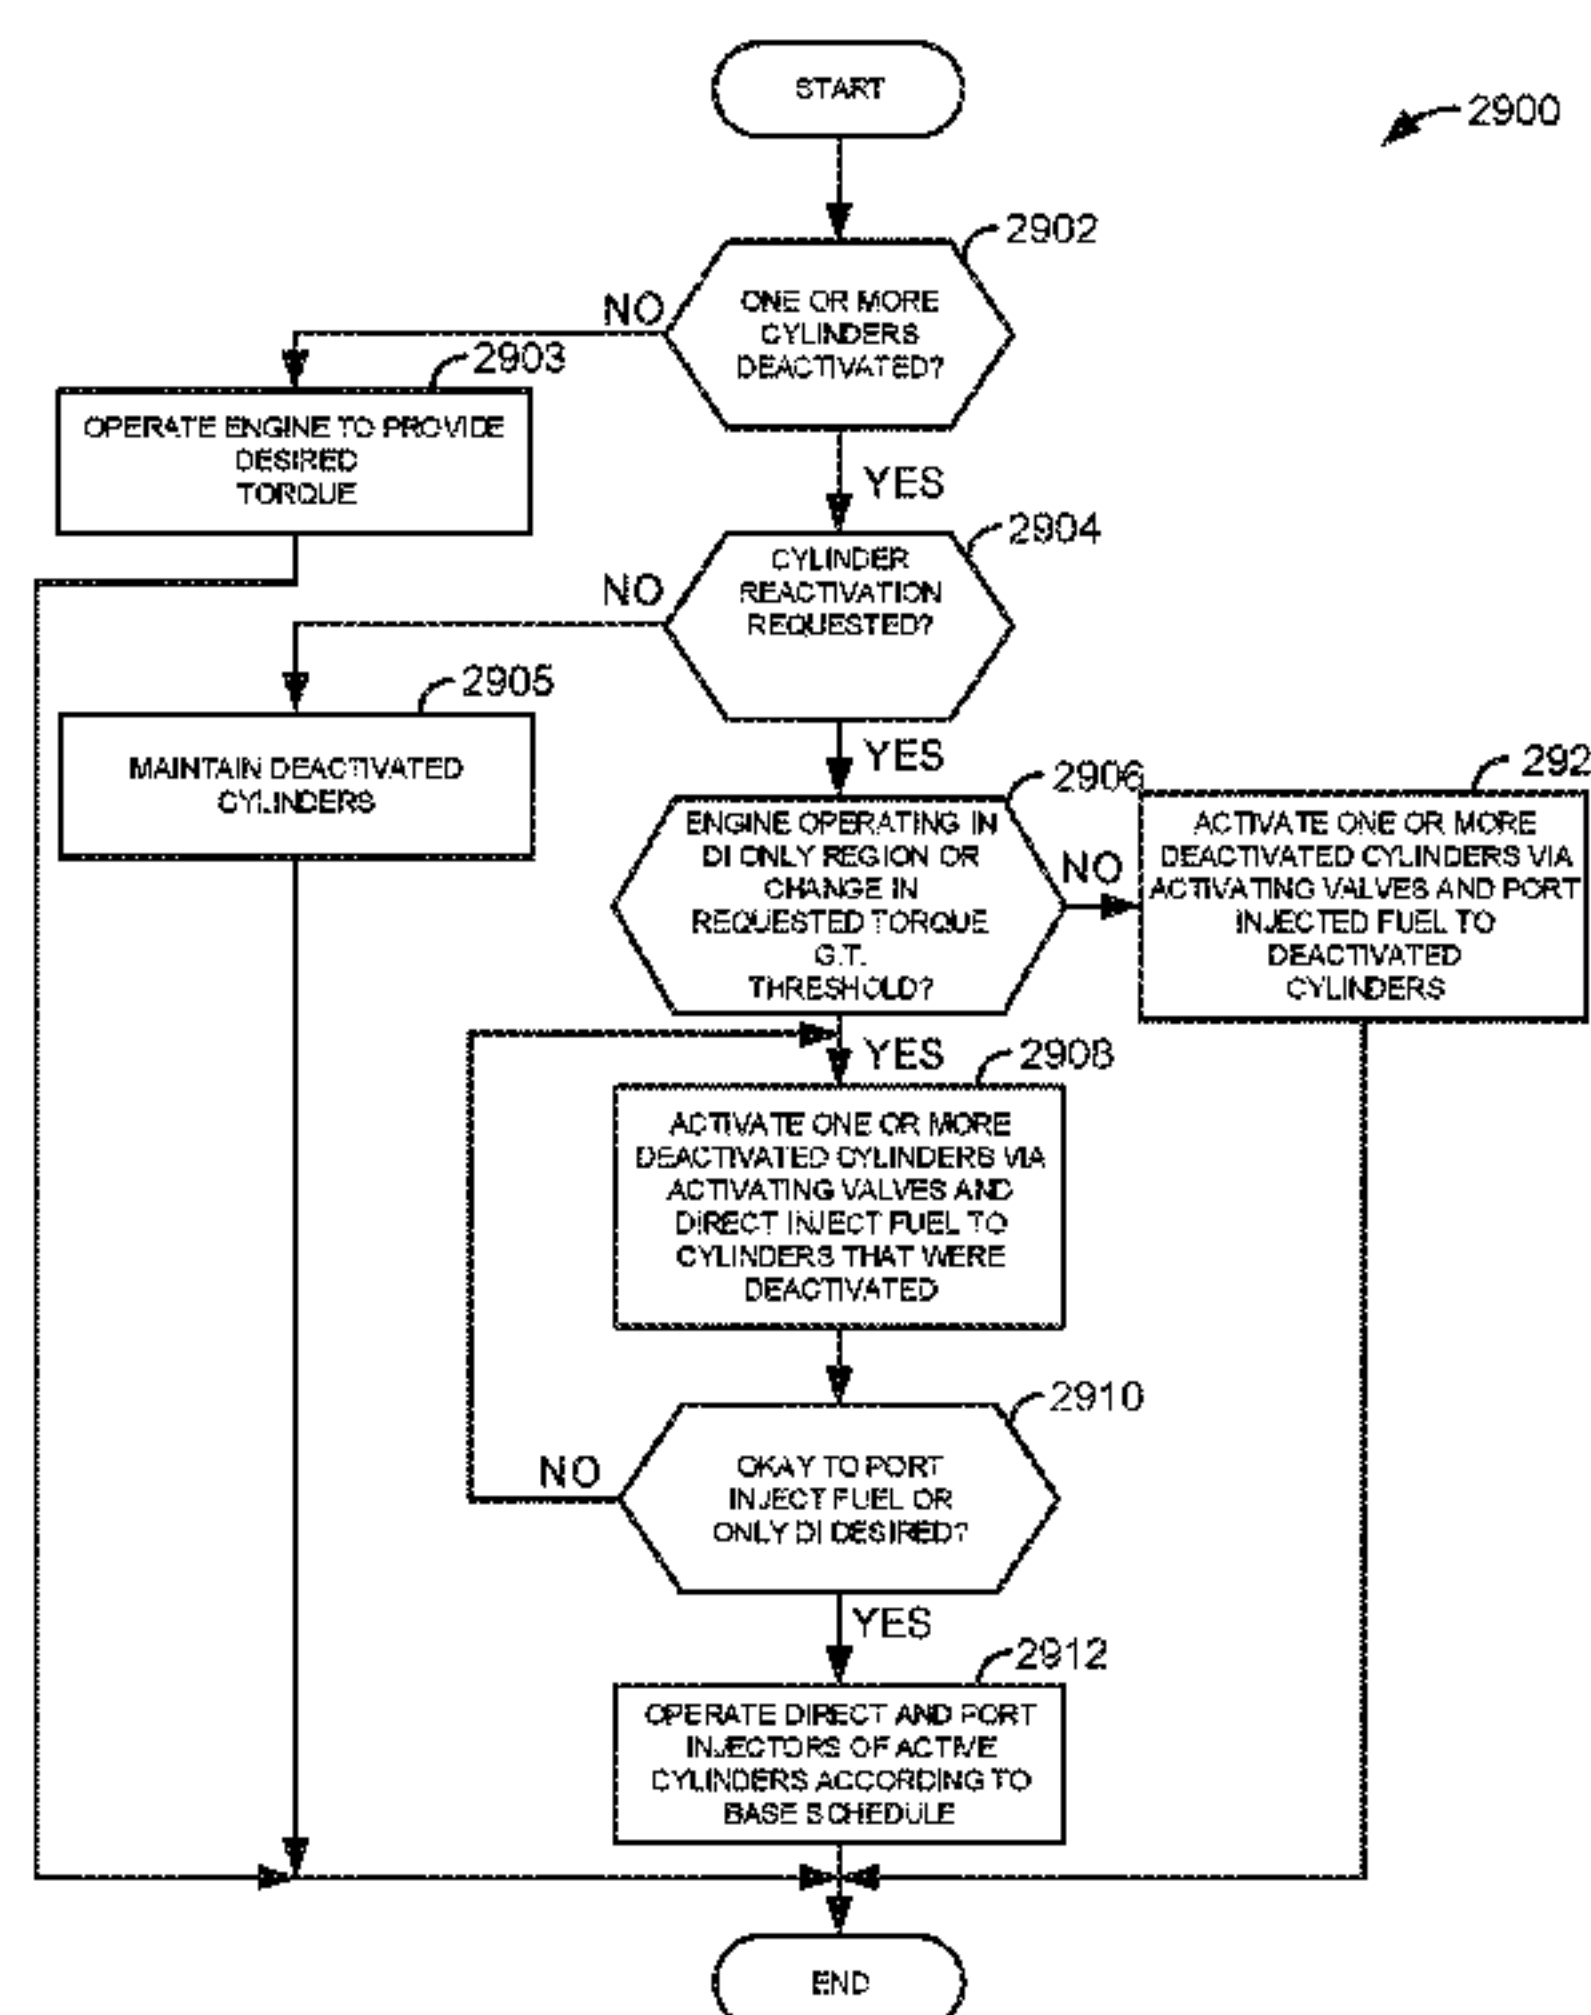 START
2900
2902
ONE OR MORE
CYLINDERS
DEACTIVATED?
NO
2903
OPERATE ENGINE TO PROVIDE
DESIRED
TORQUE
YES
2904
CYLINDER
REACTIVATION
REQUESTED?
NO
2905
MAINTAIN DEACTIVATED
CYLINDERS
YES
2906
ENGINE OPERATING IN
DI ONLY REGION OR
CHANGE IN
REQUESTED TORQUE
G.T.
THRESHOLD?
NO
292
ACTIVATE ONE OR MORE
DEACTIVATED CYLINDERS VIA
ACTIVATING VALVES AND PORT
INJECTED FUEL TO
DEACTIVATED
CYLINDERS
YES
2908
ACTIVATE ONE OR MORE
DEACTIVATED CYLINDERS VIA
ACTIVATING VALVES AND
DIRECT INJECT FUEL TO
CYLINDERS THAT WERE
DEACTIVATED
2910
OKAY TO PORT
INJECT FUEL OR
ONLY DI DESIRED?
NO
YES
2912
OPERATE DIRECT AND PORT
INJECTORS OF ACTIVE
CYLINDERS ACCORDING TO
BASE SCHEDULE
END